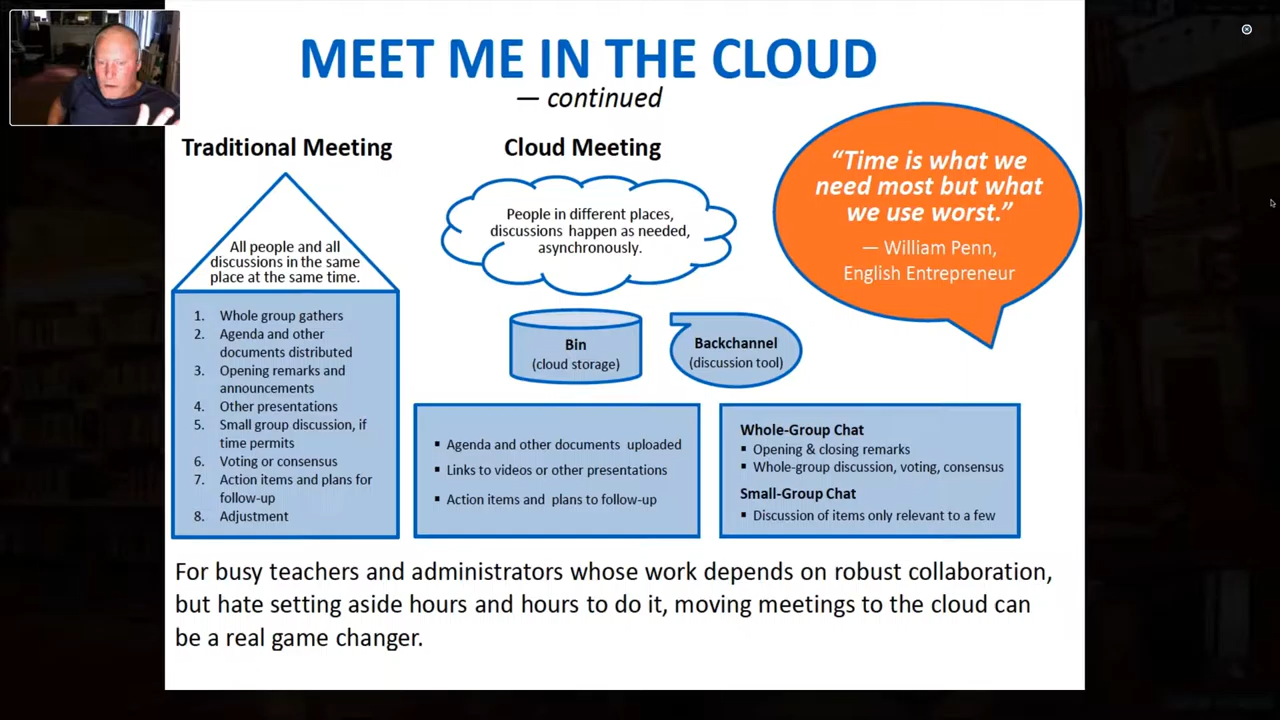 MEET ME IN THE CLOUD
— continued
Traditional Meeting
All people and all
discussions in the same
place at the same time.
1. Whole group gathers
2. Agenda and other
documents distributed
3. Opening remarks and
announcements
4. Other presentations
5. Small group discussion, if
time permits
6. Voting or consensus
7. Action items and plans for
follow-up
8. Adjustment
Cloud Meeting
People in different places,
discussions happen as needed,
asynchronously.
Bin
(cloud storage)
Backchannel
(discussion tool)
▪ Agenda and other documents uploaded
▪ Links to videos or other presentations
▪ Action items and plans to follow-up
Whole-Group Chat
▪ Opening & closing remarks
▪ Whole-group discussion, voting, consensus
Small-Group Chat
▪ Discussion of items only relevant to a few
“Time is what we
need most but what
we use worst.”
— William Penn,
English Entrepreneur
For busy teachers and administrators whose work depends on robust collaboration,
but hate setting aside hours and hours to do it, moving meetings to the cloud can
be a real game changer.